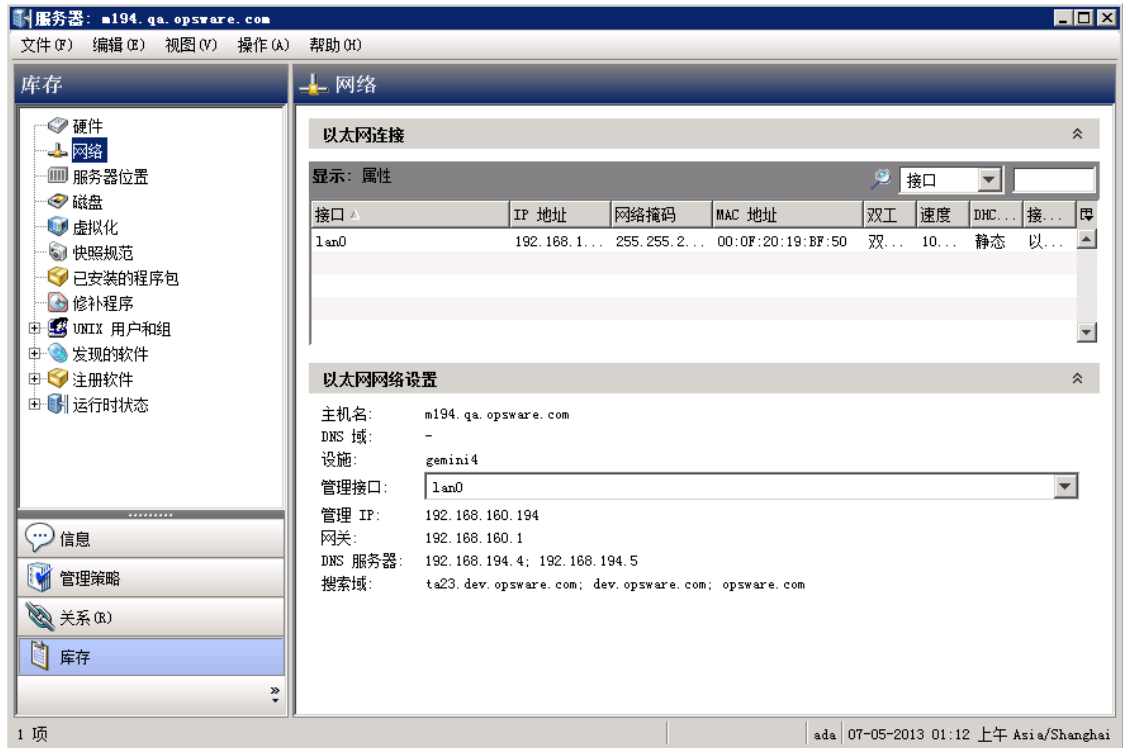 服务器: m194.qa.opsware.com
文件(F) 编辑(E) 视图(V) 操作(A) 帮助(H)
库存
硬件
网络
服务器位置
磁盘
虚拟化
快照规范
已安装的程序包
修补程序
UNIX 用户和组
发现的软件
注册软件
运行时状态
信息
管理策略
关系(R)
库存
网络
以太网连接
显示: 属性 接口
接口 IP 地址 网络掩码 MAC 地址 双工 速度 DHC... 接...
lan0 192.168.1... 255.255.2... 00:0F:20:19:BF:50 双... 10... 静态 以...
以太网网络设置
主机名: m194.qa.opsware.com
DNS 域: -
设施: gemini4
管理接口: lan0
管理 IP: 192.168.160.194
网关: 192.168.160.1
DNS 服务器: 192.168.194.4; 192.168.194.5
搜索域: ta23.dev.opsware.com; dev.opsware.com; opsware.com
1 项 ada 07-05-2013 01:12 上午 Asia/Shanghai